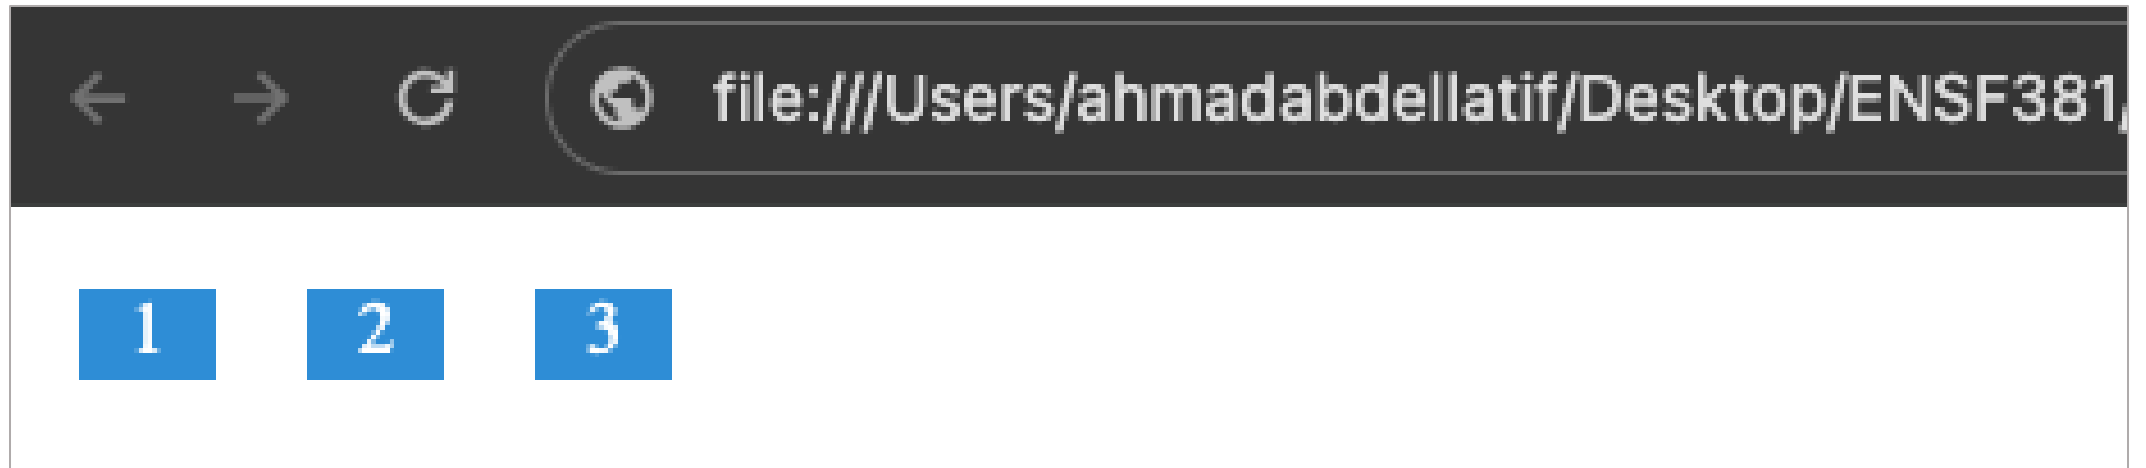 file:///Users/ahmadabdellatif/Desktop/ENSF381/
1 2 3